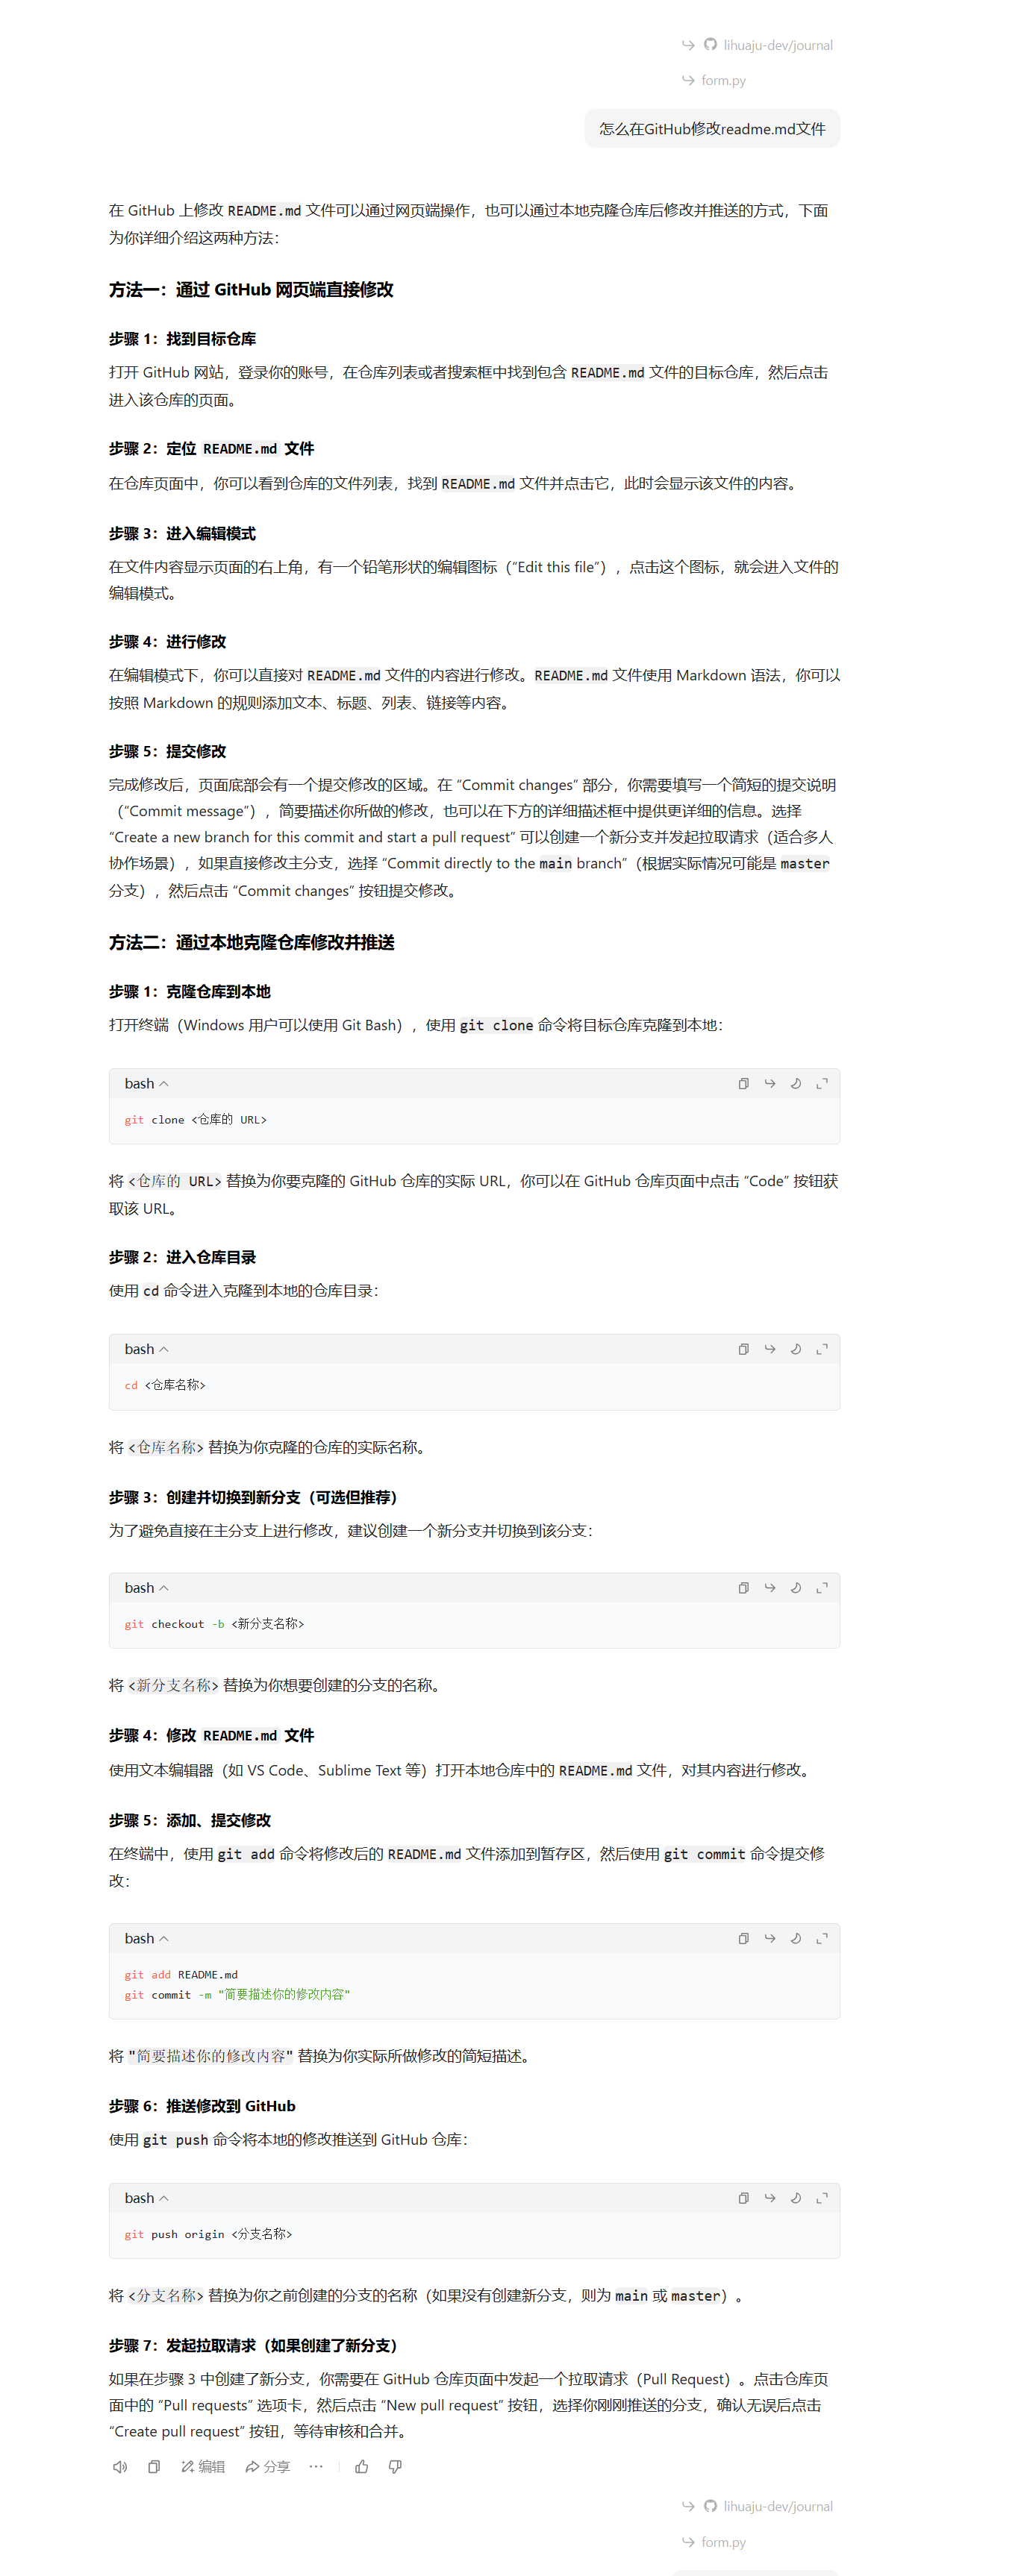 lihuaju-dev/journal
form.py
怎么在GitHub修改readme.md文件
在 GitHub 上修改 README.md 文件可以通过网页端操作，也可以通过本地克隆仓库后修改并推送的方式，下面
为你详细介绍这两种方法：
方法一：通过 GitHub 网页端直接修改
步骤 1：找到目标仓库
打开 GitHub 网站，登录你的账号，在仓库列表或者搜索框中找到包含 README.md 文件的目标仓库，然后点击
进入该仓库的页面。
步骤 2：定位 README.md 文件
在仓库页面中，你可以看到仓库的文件列表，找到 README.md 文件并点击它，此时会显示该文件的内容。
步骤 3：进入编辑模式
在文件内容显示页面的右上角，有一个铅笔形状的编辑图标（“Edit this file”），点击这个图标，就会进入文件的
编辑模式。
步骤 4：进行修改
在编辑模式下，你可以直接对 README.md 文件的内容进行修改。README.md 文件使用 Markdown 语法，你可以
按照 Markdown 的规则添加文本、标题、列表、链接等内容。
步骤 5：提交修改
完成修改后，页面底部会有一个提交修改的区域。在 “Commit changes” 部分，你需要填写一个简短的提交说明
（“Commit message”），简要描述你所做的修改，也可以在下方的详细描述框中提供更详细的信息。选择
“Create a new branch for this commit and start a pull request” 可以创建一个新分支并发起拉取请求（适合多人
协作场景），如果直接修改主分支，选择 “Commit directly to the main branch”（根据实际情况可能是 master
分支），然后点击 “Commit changes” 按钮提交修改。
方法二：通过本地克隆仓库修改并推送
步骤 1：克隆仓库到本地
打开终端（Windows 用户可以使用 Git Bash），使用 git clone 命令将目标仓库克隆到本地：
bash
git clone <仓库的 URL>
将 <仓库的 URL> 替换为你要克隆的 GitHub 仓库的实际 URL，你可以在 GitHub 仓库页面中点击 “Code” 按钮获
取该 URL。
步骤 2：进入仓库目录
使用 cd 命令进入克隆到本地的仓库目录：
bash
cd <仓库名称>
将 <仓库名称> 替换为你克隆的仓库的实际名称。
步骤 3：创建并切换到新分支（可选但推荐）
为了避免直接在主分支上进行修改，建议创建一个新分支并切换到该分支：
bash
git checkout -b <新分支名称>
将 <新分支名称> 替换为你想要创建的分支的名称。
步骤 4：修改 README.md 文件
使用文本编辑器（如 VS Code、Sublime Text 等）打开本地仓库中的 README.md 文件，对其内容进行修改。
步骤 5：添加、提交修改
在终端中，使用 git add 命令将修改后的 README.md 文件添加到暂存区，然后使用 git commit 命令提交修
改：
bash
git add README.md
git commit -m "简要描述你的修改内容"
将 "简要描述你的修改内容" 替换为你实际所做修改的简短描述。
步骤 6：推送修改到 GitHub
使用 git push 命令将本地的修改推送到 GitHub 仓库：
bash
git push origin <分支名称>
将 <分支名称> 替换为你之前创建的分支的名称（如果没有创建新分支，则为 main 或 master）。
步骤 7：发起拉取请求（如果创建了新分支）
如果在步骤 3 中创建了新分支，你需要在 GitHub 仓库页面中发起一个拉取请求（Pull Request）。点击仓库页
面中的 “Pull requests” 选项卡，然后点击 “New pull request” 按钮，选择你刚刚推送的分支，确认无误后点击
“Create pull request” 按钮，等待审核和合并。
编辑 分享
lihuaju-dev/journal
form.py